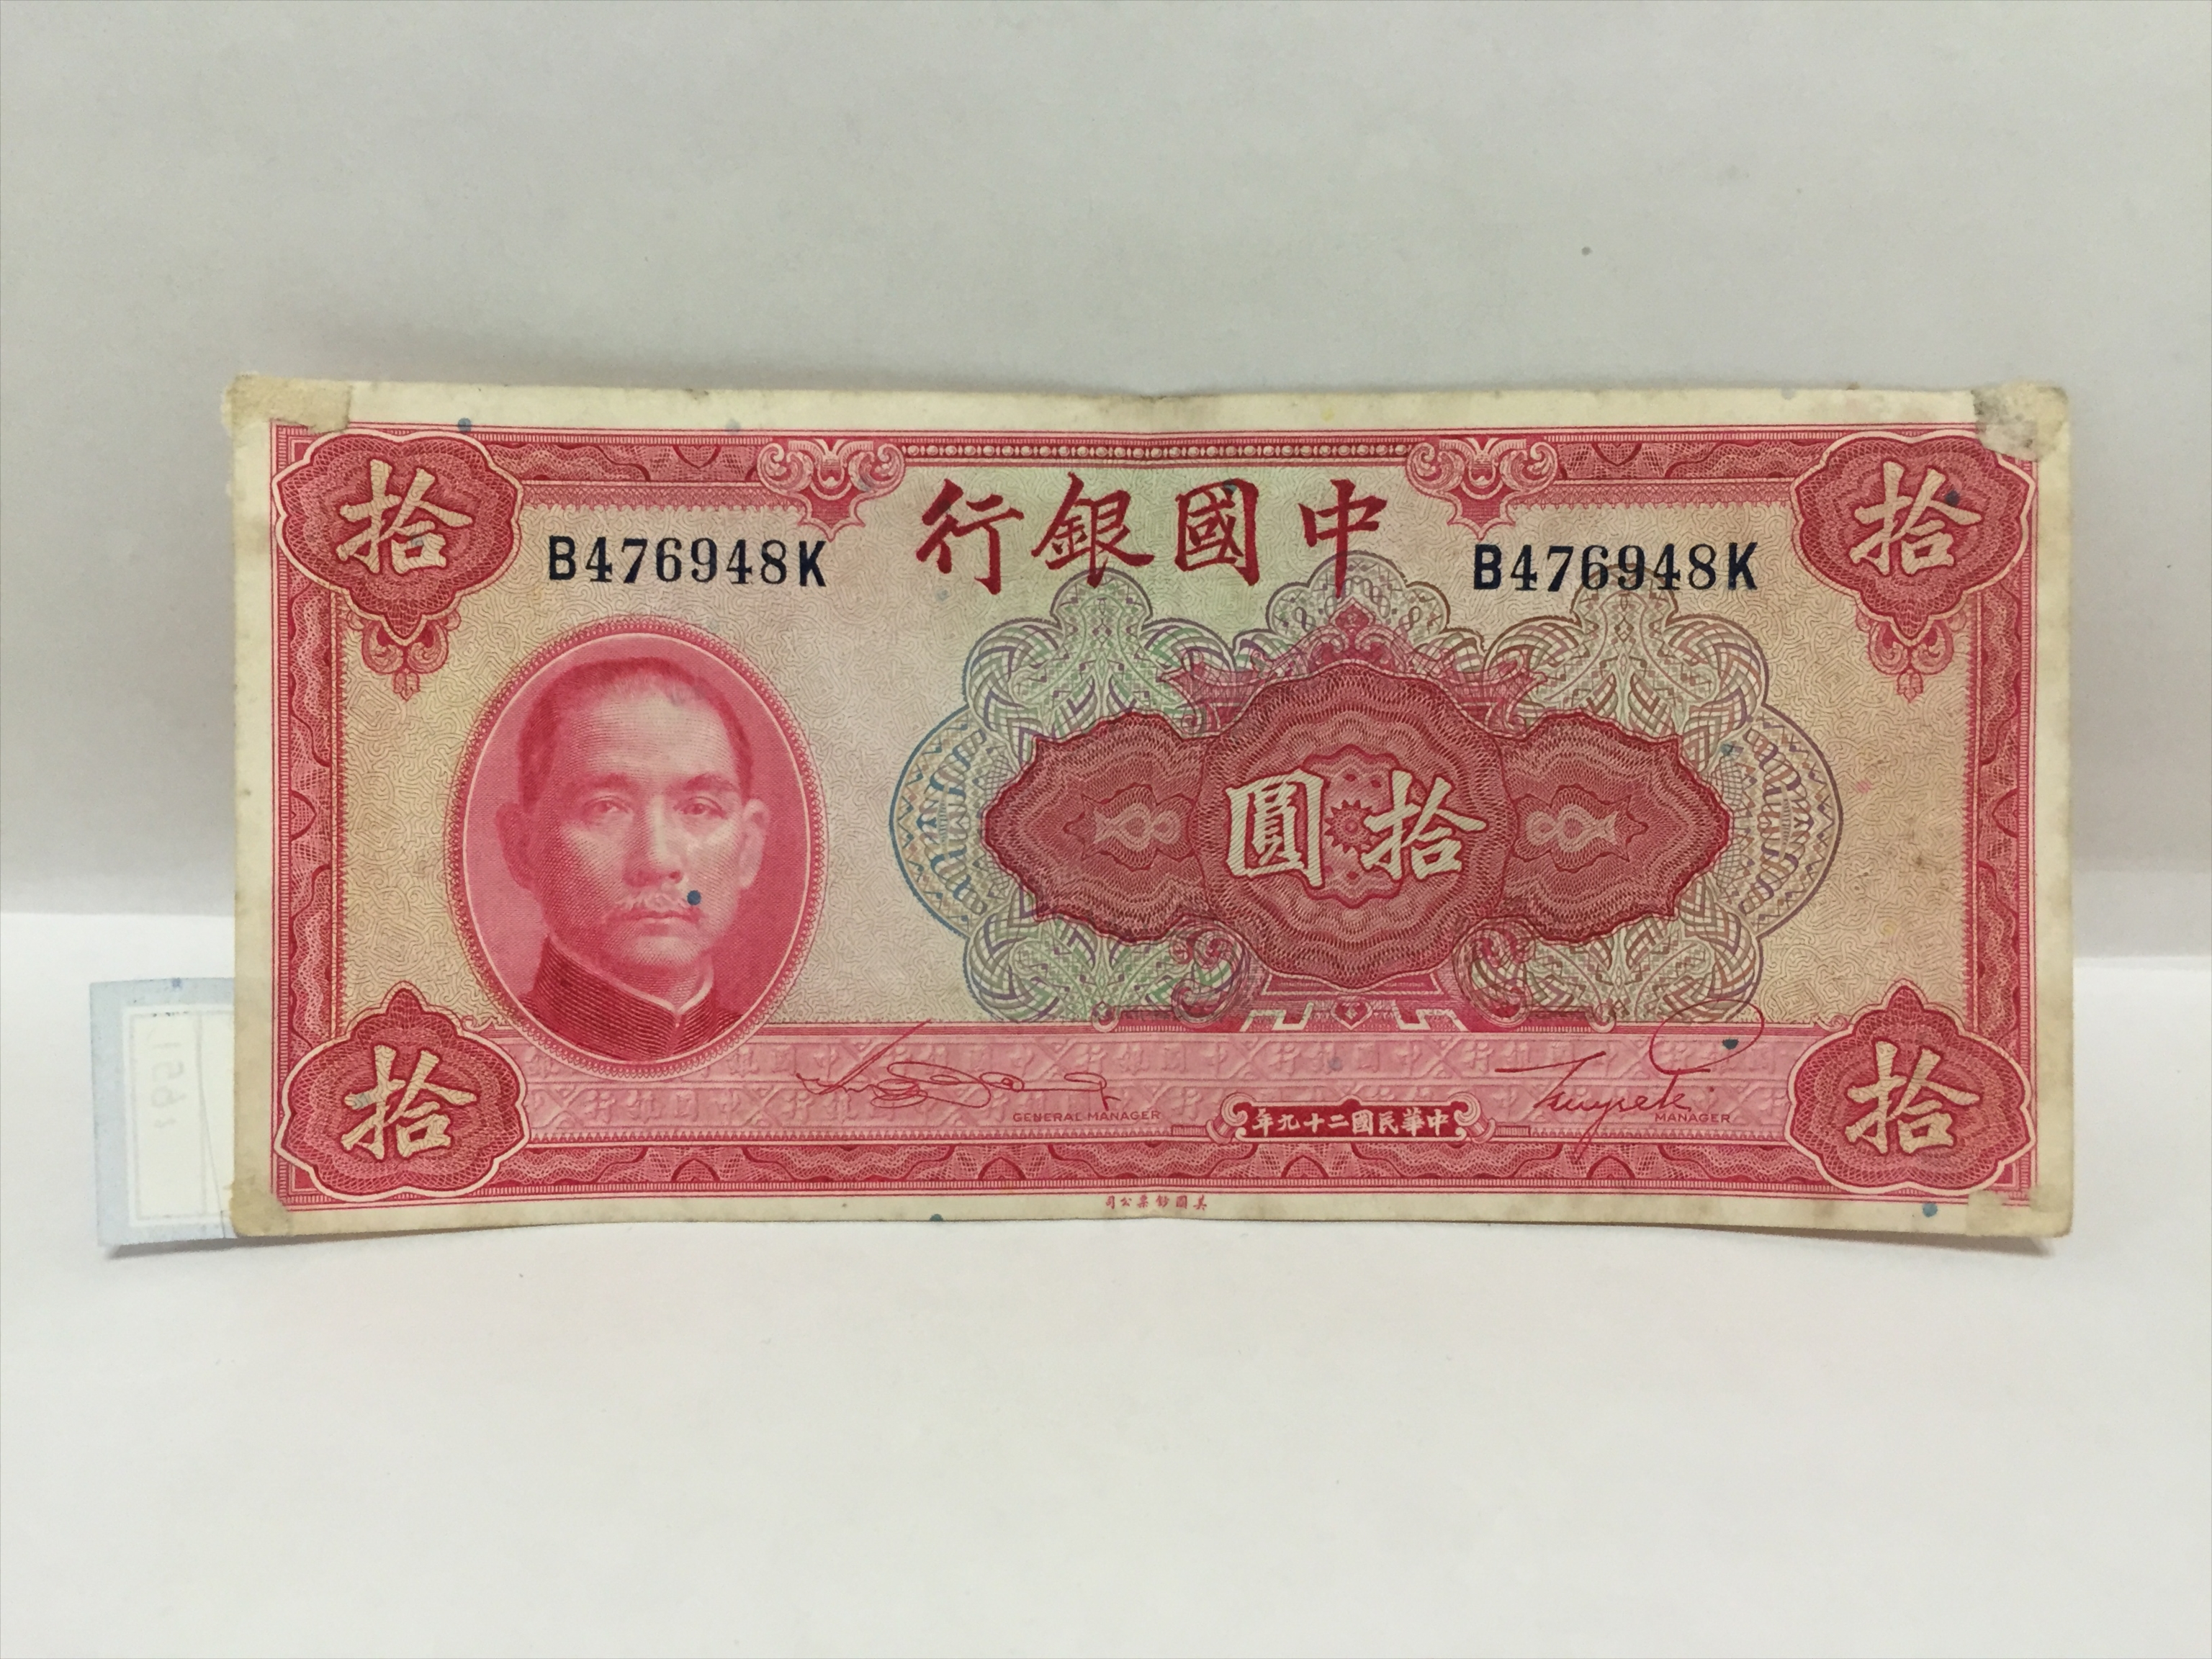 中國銀行
拾
拾
B476948K
B476948K
拾圓
GENERAL MANAGER
MANAGER
中華民國二十九年
拾
拾
美國鈔票公司